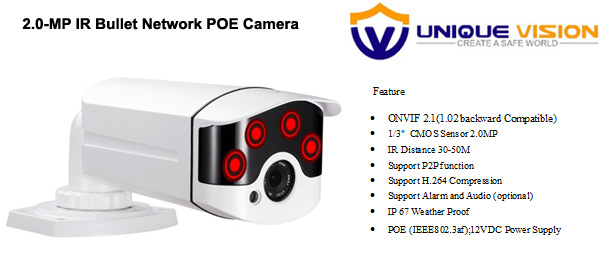 2.0-MP IR Bullet Network POE Camera
UNIQUE VISION
CREATE A SAFE WORLD
Feature
ONVIF 2.1(1.02 backward Compatible)
1/3" CMOS Sensor 2.0MP
IR Distance 30-50M
Support P2P function
Support H.264 Compression
Support Alarm and Audio (optional)
IP 67 Weather Proof
POE (IEEE802.3af);12VDC Power Supply